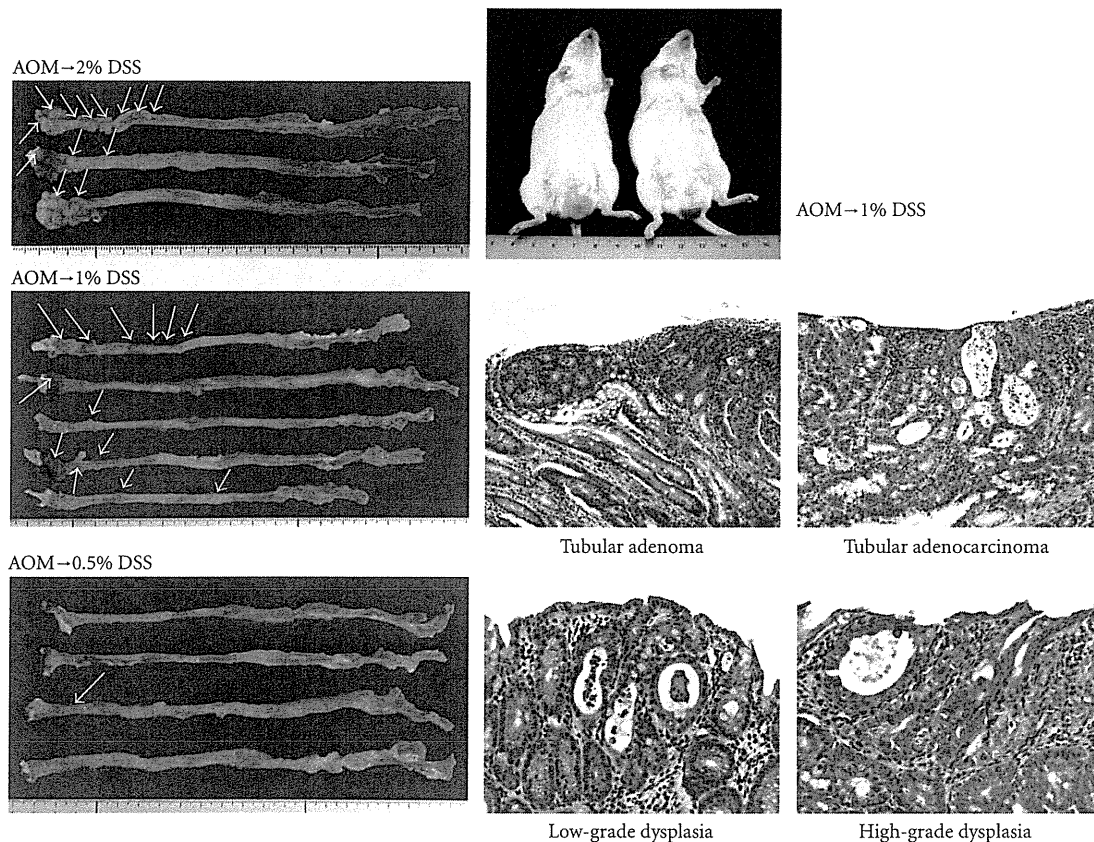 AOM→2% DSS
AOM→1% DSS
AOM→1% DSS
Tubular adenoma
Tubular adenocarcinoma
AOM→0.5% DSS
Low-grade dysplasia
High-grade dysplasia